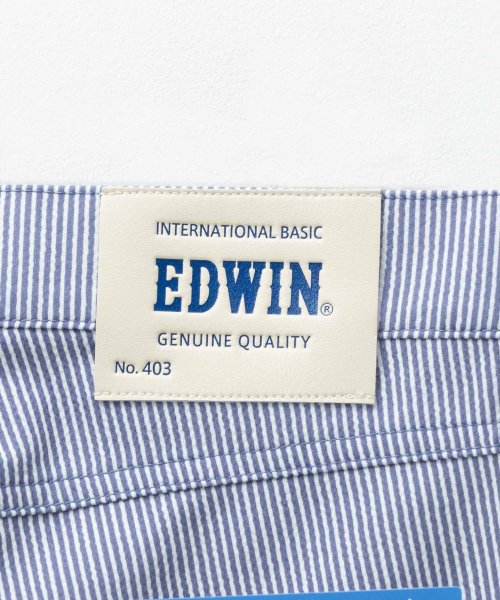 INTERNATIONAL BASIC
EDWIN®
GENUINE QUALITY
No. 403